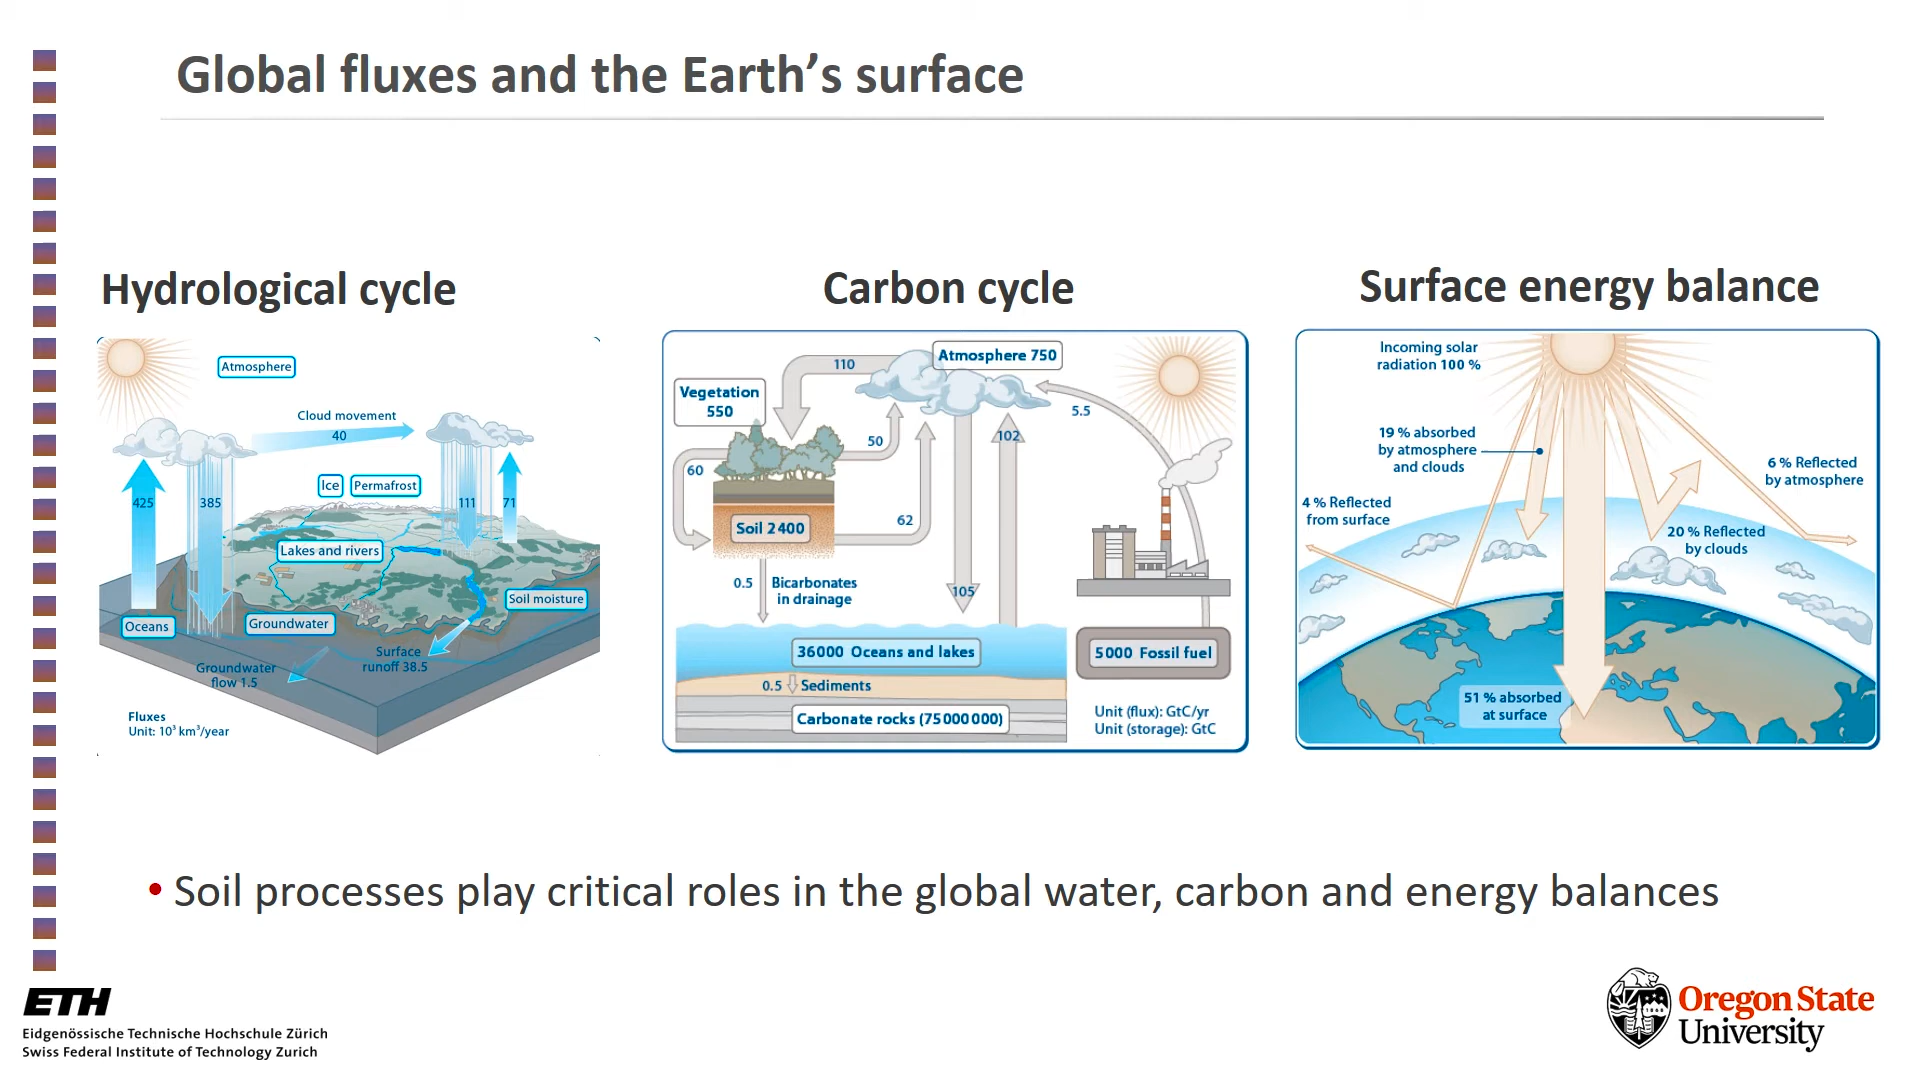 Global fluxes and the Earth’s surface
Hydrological cycle
Atmosphere
Cloud movement
40
Ice
Permafrost
425
385
111
71
Lakes and rivers
Soil moisture
Oceans
Groundwater
Surface
runoff 38.5
Groundwater
flow 1.5
Fluxes
Unit: 10³ km³/year
Carbon cycle
Atmosphere 750
110
Vegetation
550
5.5
50
102
60
Soil 2400
62
0.5
Bicarbonates
in drainage
105
36000 Oceans and lakes
5000 Fossil fuel
0.5
Sediments
Carbonate rocks (75000000)
Unit (flux): GtC/yr
Unit (storage): GtC
Surface energy balance
Incoming solar
radiation 100 %
19 % absorbed
by atmosphere
and clouds
6 % Reflected
by atmosphere
4 % Reflected
from surface
20 % Reflected
by clouds
51 % absorbed
at surface
• Soil processes play critical roles in the global water, carbon and energy balances
ETH
Eidgenössische Technische Hochschule Zürich
Swiss Federal Institute of Technology Zurich
1868
Oregon State
University